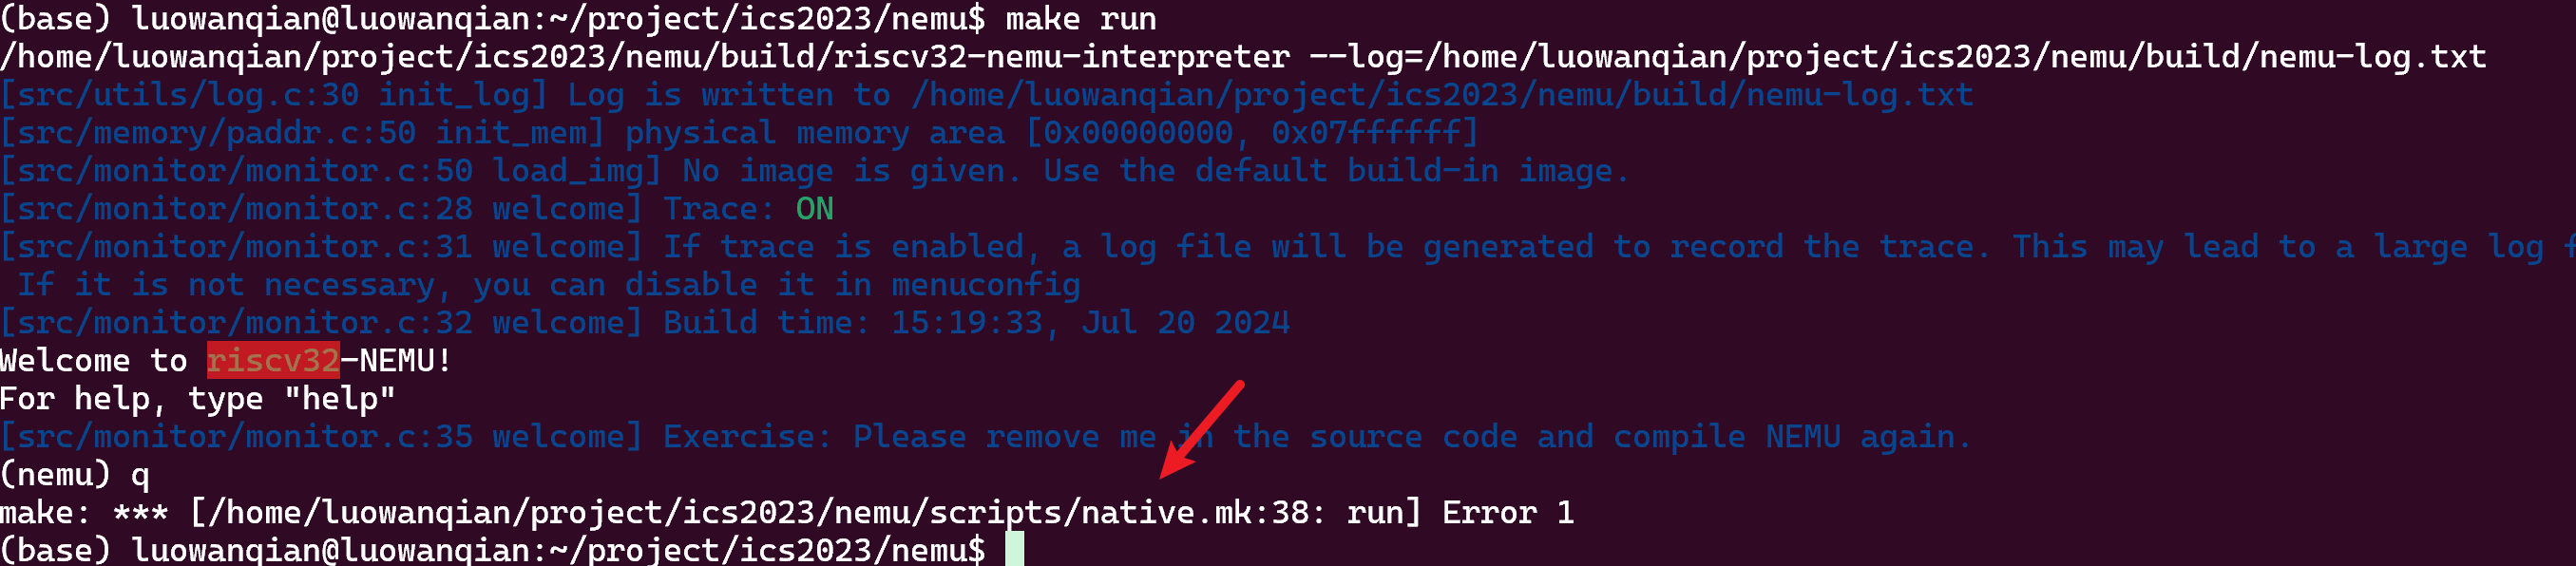 (base) luowanqian@luowanqian:~/project/ics2023/nemu$ make run
/home/luowanqian/project/ics2023/nemu/build/riscv32-nemu-interpreter --log=/home/luowanqian/project/ics2023/nemu/build/nemu-log.txt
[src/utils/log.c:30 init_log] Log is written to /home/luowanqian/project/ics2023/nemu/build/nemu-log.txt
[src/memory/paddr.c:50 init_mem] physical memory area [0x00000000, 0x07ffffff]
[src/monitor/monitor.c:50 load_img] No image is given. Use the default build-in image.
[src/monitor/monitor.c:28 welcome] Trace: ON
[src/monitor/monitor.c:31 welcome] If trace is enabled, a log file will be generated to record the trace. This may lead to a large log f
If it is not necessary, you can disable it in menuconfig
[src/monitor/monitor.c:32 welcome] Build time: 15:19:33, Jul 20 2024
Welcome to riscv32-NEMU!
For help, type "help"
[src/monitor/monitor.c:35 welcome] Exercise: Please remove me in the source code and compile NEMU again.
(nemu) q
make: *** [/home/luowanqian/project/ics2023/nemu/scripts/native.mk:38: run] Error 1
(base) luowanqian@luowanqian:~/project/ics2023/nemu$